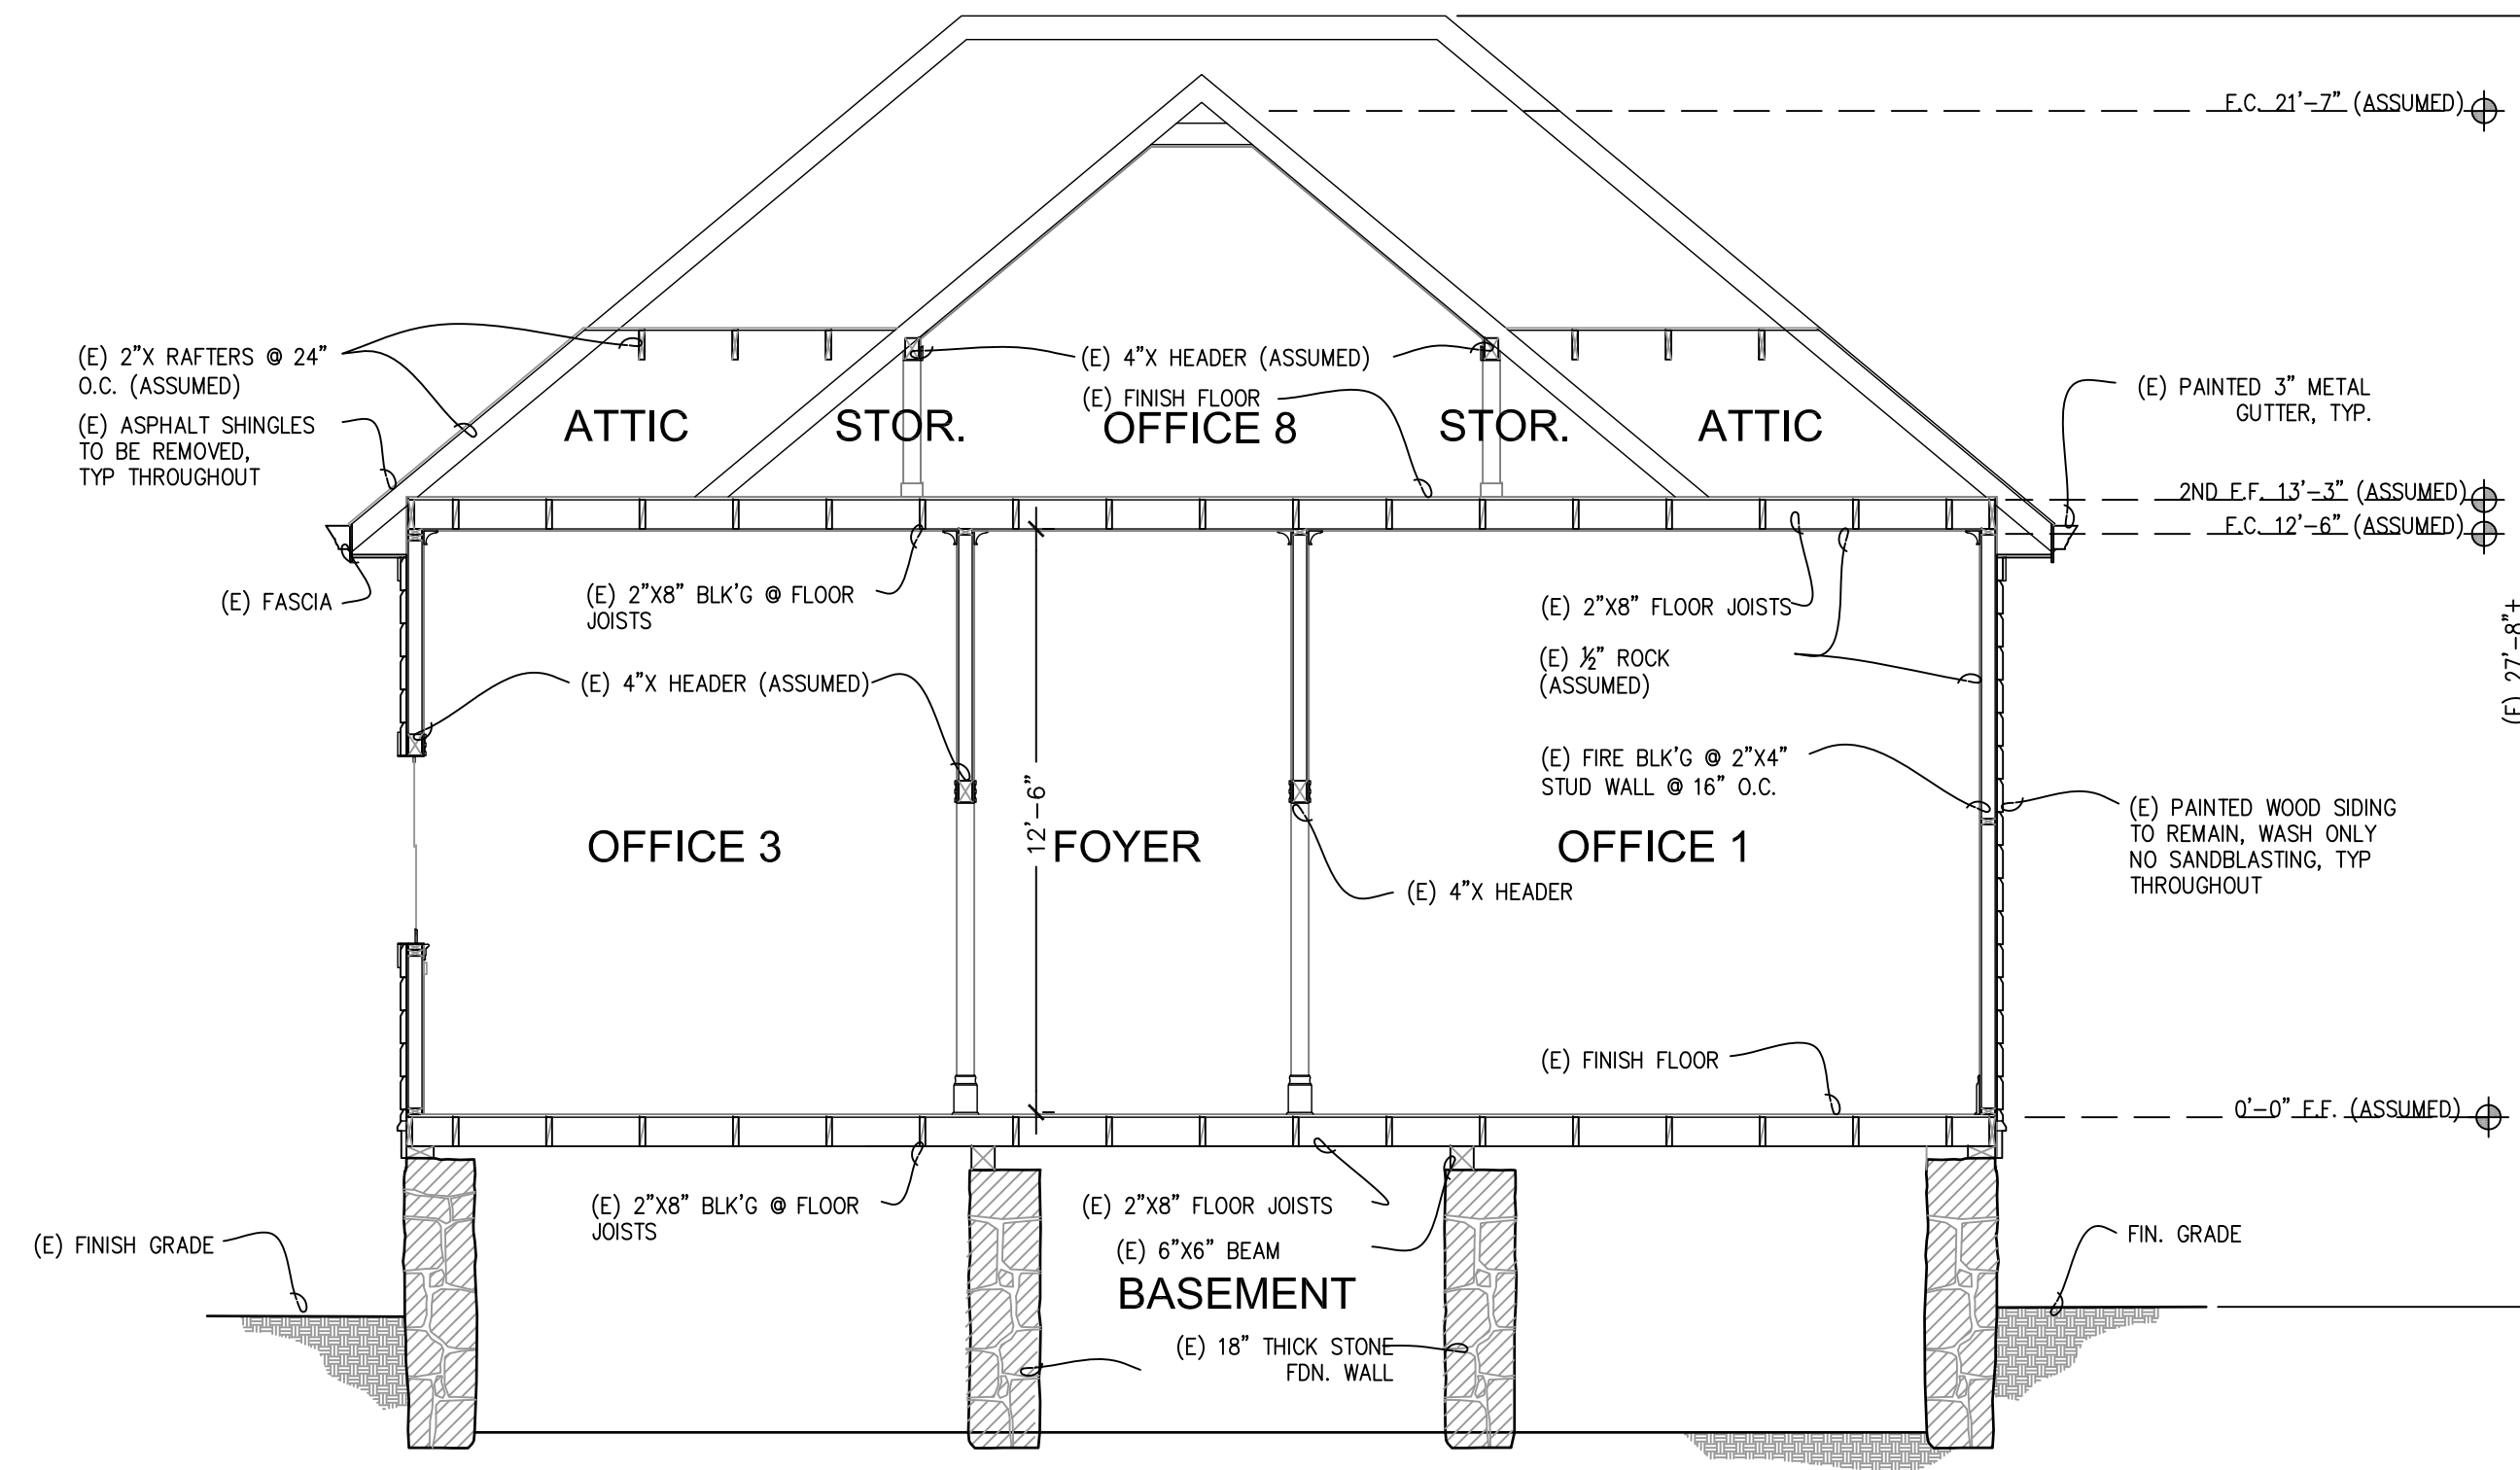 F.C. 21'-7" (ASSUMED)
(E) 2"X RAFTERS @ 24"
O.C. (ASSUMED)
(E) ASPHALT SHINGLES
TO BE REMOVED,
TYP THROUGHOUT
(E) 4"X HEADER (ASSUMED)
(E) FINISH FLOOR
ATTIC
STOR.
OFFICE 8
STOR.
ATTIC
(E) PAINTED 3" METAL
GUTTER, TYP.
2ND F.F. 13'-3" (ASSUMED)
F.C. 12'-6" (ASSUMED)
(E) FASCIA
(E) 2"X8" BLK'G @ FLOOR
JOISTS
(E) 2"X8" FLOOR JOISTS
(E) ½" ROCK
(ASSUMED)
(E) 27'-8"±
(E) 4"X HEADER (ASSUMED)
(E) FIRE BLK'G @ 2"X4"
STUD WALL @ 16" O.C.
12'-6"
OFFICE 3
FOYER
OFFICE 1
(E) PAINTED WOOD SIDING
TO REMAIN, WASH ONLY
NO SANDBLASTING, TYP
THROUGHOUT
(E) 4"X HEADER
(E) FINISH FLOOR
0'-0" F.F. (ASSUMED)
(E) 2"X8" BLK'G @ FLOOR
JOISTS
(E) 2"X8" FLOOR JOISTS
(E) 6"X6" BEAM
(E) FINISH GRADE
FIN. GRADE
BASEMENT
(E) 18" THICK STONE
FDN. WALL